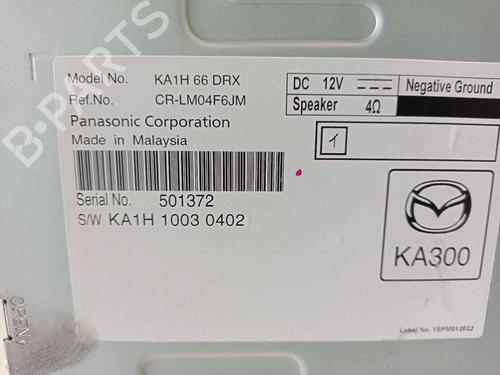 B-PARTS
Model No. KA1H 66 DRX
Ref.No. CR-LM04F6JM
Panasonic Corporation
Made in Malaysia
Serial No. 501372
S/W KA1H 1003 0402
DC 12V Negative Ground
Speaker 4Ω
イ
KA300
Label No. YEFM012032
OPEN